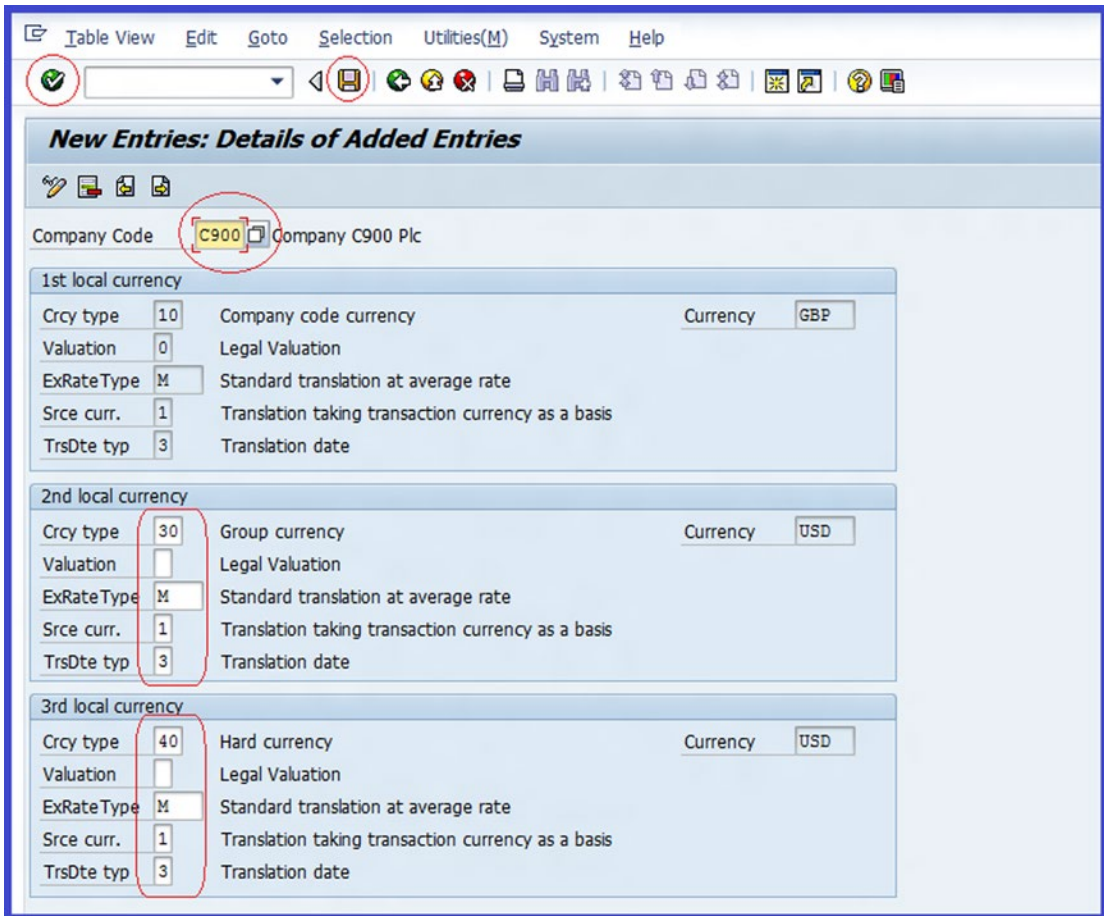 Table View Edit Goto Selection Utilities(M) System Help
New Entries: Details of Added Entries
Company Code C900 Company C900 Plc
1st local currency
Crcy type 10 Company code currency Currency GBP
Valuation 0 Legal Valuation
ExRateType M Standard translation at average rate
Srce curr. 1 Translation taking transaction currency as a basis
TrsDte typ 3 Translation date
2nd local currency
Crcy type 30 Group currency Currency USD
Valuation Legal Valuation
ExRateType M Standard translation at average rate
Srce curr. 1 Translation taking transaction currency as a basis
TrsDte typ 3 Translation date
3rd local currency
Crcy type 40 Hard currency Currency USD
Valuation Legal Valuation
ExRateType M Standard translation at average rate
Srce curr. 1 Translation taking transaction currency as a basis
TrsDte typ 3 Translation date